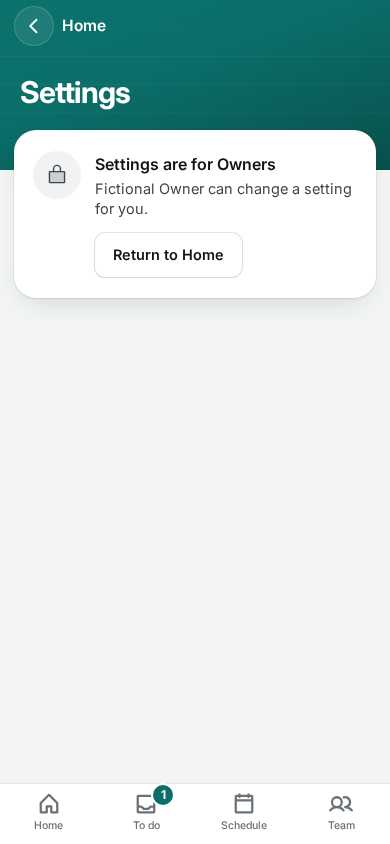 Home
Settings
Settings are for Owners
Fictional Owner can change a setting
for you.
Return to Home
1
Home
To do
Schedule
Team